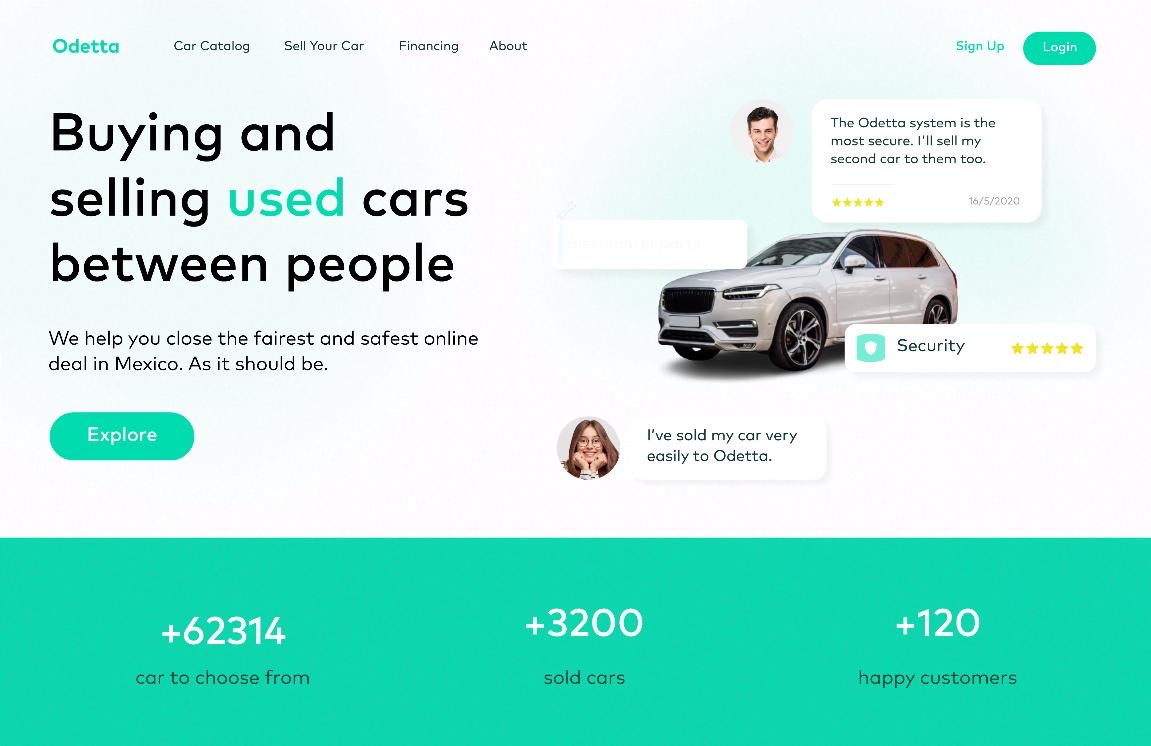 Odetta
Car Catalog
Sell Your Car
Financing
About
Sign Up
Login
Buying and
selling used cars
between people
We help you close the fairest and safest online
deal in Mexico. As it should be.
Explore
The Odetta system is the
most secure. I'll sell my
second car to them too.
16/5/2020
Security
I've sold my car very
easily to Odetta.
+62314
car to choose from
+3200
sold cars
+120
happy customers